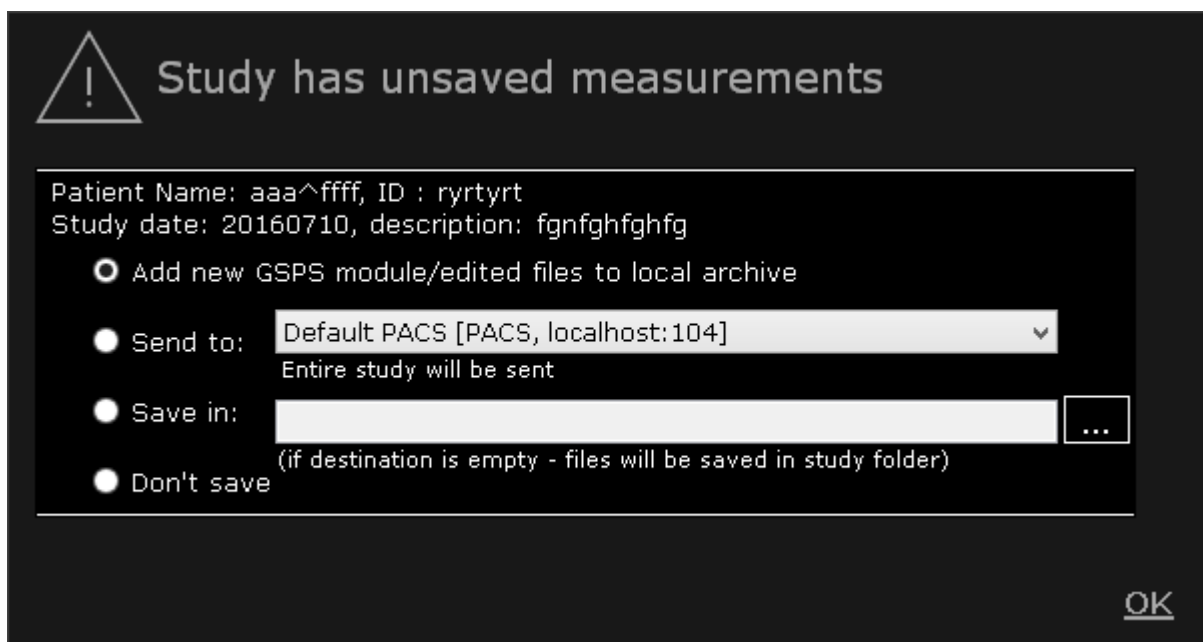 Study has unsaved measurements
Patient Name: aaa^ffff, ID : ryrtyrt
Study date: 20160710, description: fgnfghfghfg
Add new GSPS module/edited files to local archive
Send to: Default PACS [PACS, localhost:104]
Entire study will be sent
Save in: ...
(if destination is empty - files will be saved in study folder)
Don't save
OK